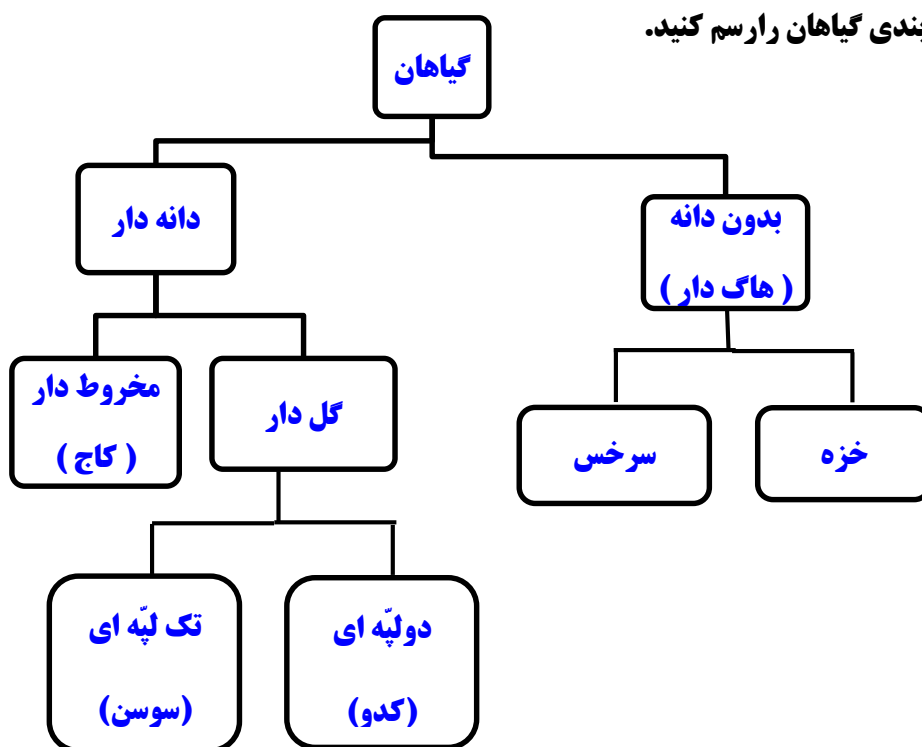 بندی گیاهان رارسم کنید.
گیاهان
بدون دانه
( هاگ دار )
دانه دار
خزه
سرخس
گل دار
مخروط دار
( کاج )
دولپّه ای
(کدو)
تک لپّه ای
(سوسن)